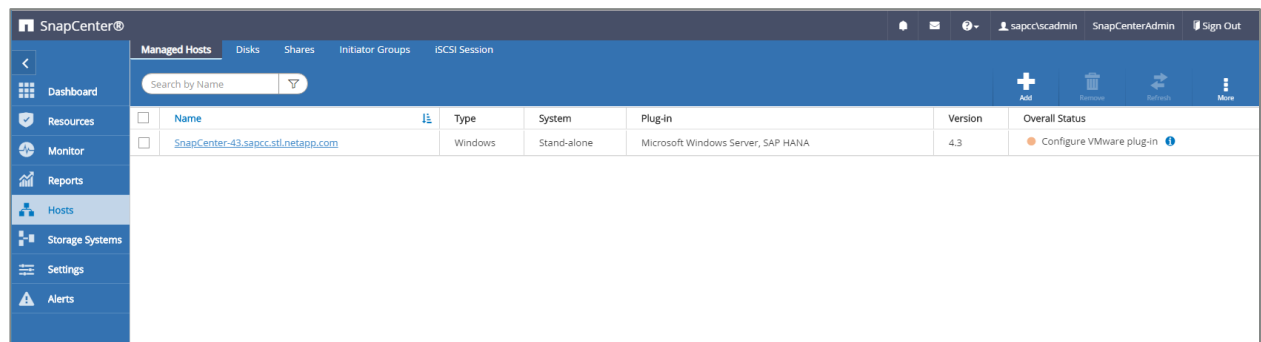 SnapCenter® sapcc\scadmin SnapCenterAdmin Sign Out
Managed Hosts Disks Shares Initiator Groups iSCSI Session
Search by Name
Add Remove Refresh More
Dashboard
Resources
Monitor
Reports
Hosts
Storage Systems
Settings
Alerts
Name Type System Plug-in Version Overall Status
SnapCenter-43.sapcc.stl.netapp.com Windows Stand-alone Microsoft Windows Server, SAP HANA 4.3 Configure VMware plug-in